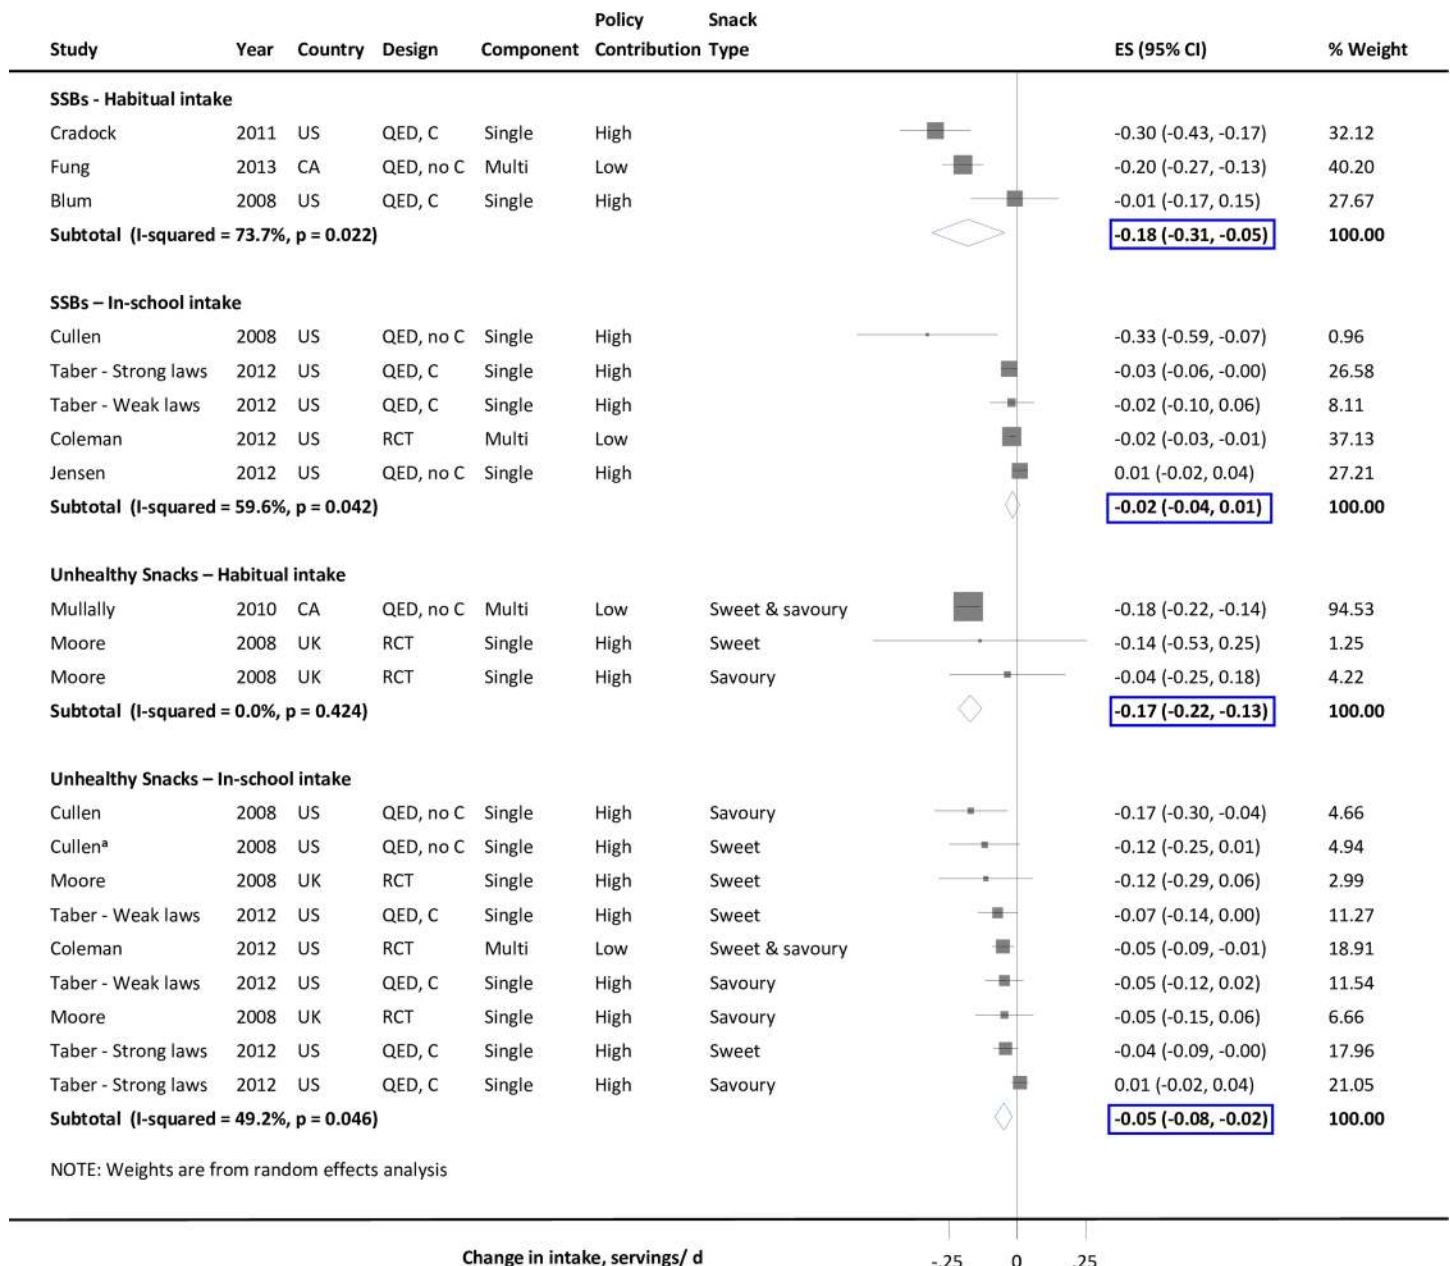 Study Year Country Design Component Policy Contribution Snack Type ES (95% CI) % Weight
SSBs - Habitual intake
Cradock 2011 US QED, C Single High -0.30 (-0.43, -0.17) 32.12
Fung 2013 CA QED, no C Multi Low -0.20 (-0.27, -0.13) 40.20
Blum 2008 US QED, C Single High -0.01 (-0.17, 0.15) 27.67
Subtotal (I-squared = 73.7%, p = 0.022) -0.18 (-0.31, -0.05) 100.00
SSBs – In-school intake
Cullen 2008 US QED, no C Single High -0.33 (-0.59, -0.07) 0.96
Taber - Strong laws 2012 US QED, C Single High -0.03 (-0.06, -0.00) 26.58
Taber - Weak laws 2012 US QED, C Single High -0.02 (-0.10, 0.06) 8.11
Coleman 2012 US RCT Multi Low -0.02 (-0.03, -0.01) 37.13
Jensen 2012 US QED, no C Single High 0.01 (-0.02, 0.04) 27.21
Subtotal (I-squared = 59.6%, p = 0.042) -0.02 (-0.04, 0.01) 100.00
Unhealthy Snacks – Habitual intake
Mullally 2010 CA QED, no C Multi Low Sweet & savoury -0.18 (-0.22, -0.14) 94.53
Moore 2008 UK RCT Single High Sweet -0.14 (-0.53, 0.25) 1.25
Moore 2008 UK RCT Single High Savoury -0.04 (-0.25, 0.18) 4.22
Subtotal (I-squared = 0.0%, p = 0.424) -0.17 (-0.22, -0.13) 100.00
Unhealthy Snacks – In-school intake
Cullen 2008 US QED, no C Single High Savoury -0.17 (-0.30, -0.04) 4.66
Cullenª 2008 US QED, no C Single High Sweet -0.12 (-0.25, 0.01) 4.94
Moore 2008 UK RCT Single High Sweet -0.12 (-0.29, 0.06) 2.99
Taber - Weak laws 2012 US QED, C Single High Sweet -0.07 (-0.14, 0.00) 11.27
Coleman 2012 US RCT Multi Low Sweet & savoury -0.05 (-0.09, -0.01) 18.91
Taber - Weak laws 2012 US QED, C Single High Savoury -0.05 (-0.12, 0.02) 11.54
Moore 2008 UK RCT Single High Savoury -0.05 (-0.15, 0.06) 6.66
Taber - Strong laws 2012 US QED, C Single High Sweet -0.04 (-0.09, -0.00) 17.96
Taber - Strong laws 2012 US QED, C Single High Savoury 0.01 (-0.02, 0.04) 21.05
Subtotal (I-squared = 49.2%, p = 0.046) -0.05 (-0.08, -0.02) 100.00
NOTE: Weights are from random effects analysis
Change in intake, servings/ d -.25 0 .25